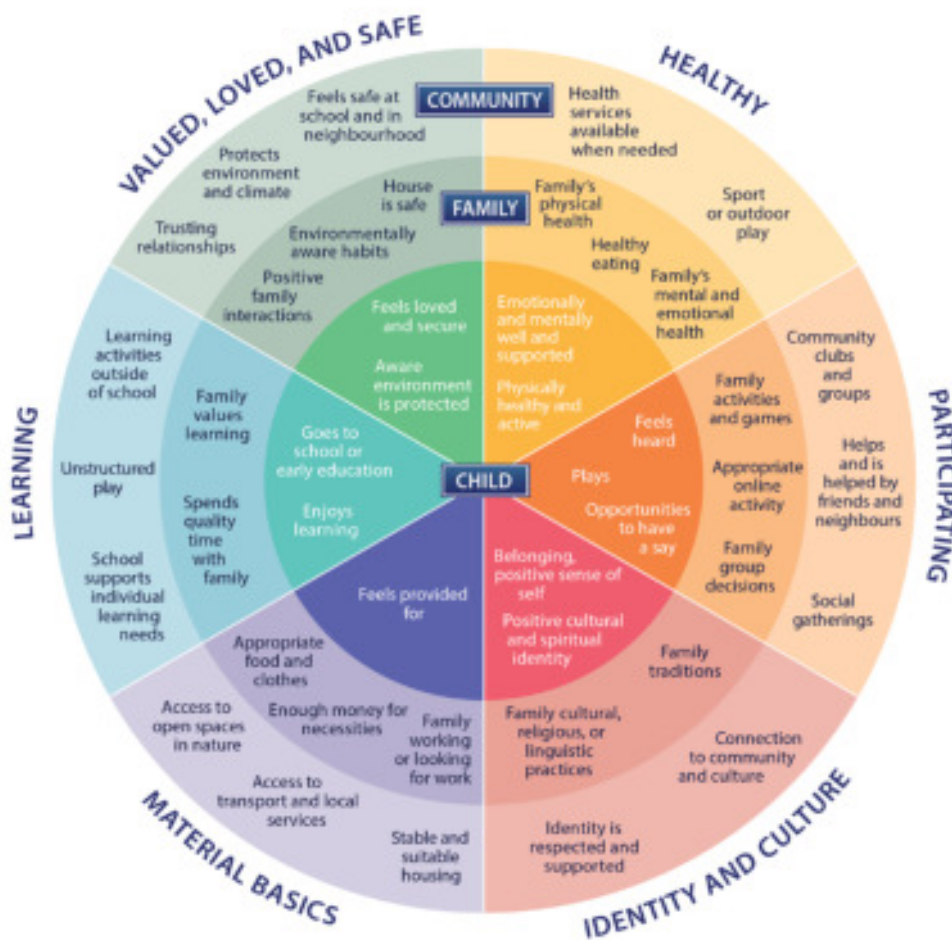 VALUED, LOVED, AND SAFE
HEALTHY
COMMUNITY
Feels safe at
school and in
neighbourhood
Protects
environment
and climate
Trusting
relationships
Health
services
available
when needed
Sport
or outdoor
play
FAMILY
House
is safe
Environmentally
aware habits
Positive
family
interactions
Family's
physical
health
Healthy
eating
Family's
mental and
emotional
health
Feels loved
and secure
Aware
environment
is protected
Emotionally
and mentally
well and
supported
Physically
healthy and
active
LEARNING
Learning
activities
outside
of school
Unstructured
play
School
supports
individual
learning
needs
Family
values
learning
Spends
quality
time
with
family
Goes to
school or
early education
Enjoys
learning
CHILD
Feels
heard
Plays
Opportunities
to have
a say
Family
activities
and games
Appropriate
online
activity
Family
group
decisions
Community
clubs
and
groups
Helps
and is
helped by
friends and
neighbours
Social
gatherings
PARTICIPATING
Feels provided
for
Appropriate
food and
clothes
Enough money for
necessities
Family
working
or looking
for work
Access to
open spaces
in nature
Access to
transport and local
services
Stable and
suitable
housing
MATERIAL BASICS
Belonging,
positive sense of
self
Positive cultural
and spiritual
identity
Family
traditions
Family cultural,
religious, or
linguistic
practices
Connection
to community
and culture
Identity is
respected and
supported
IDENTITY AND CULTURE